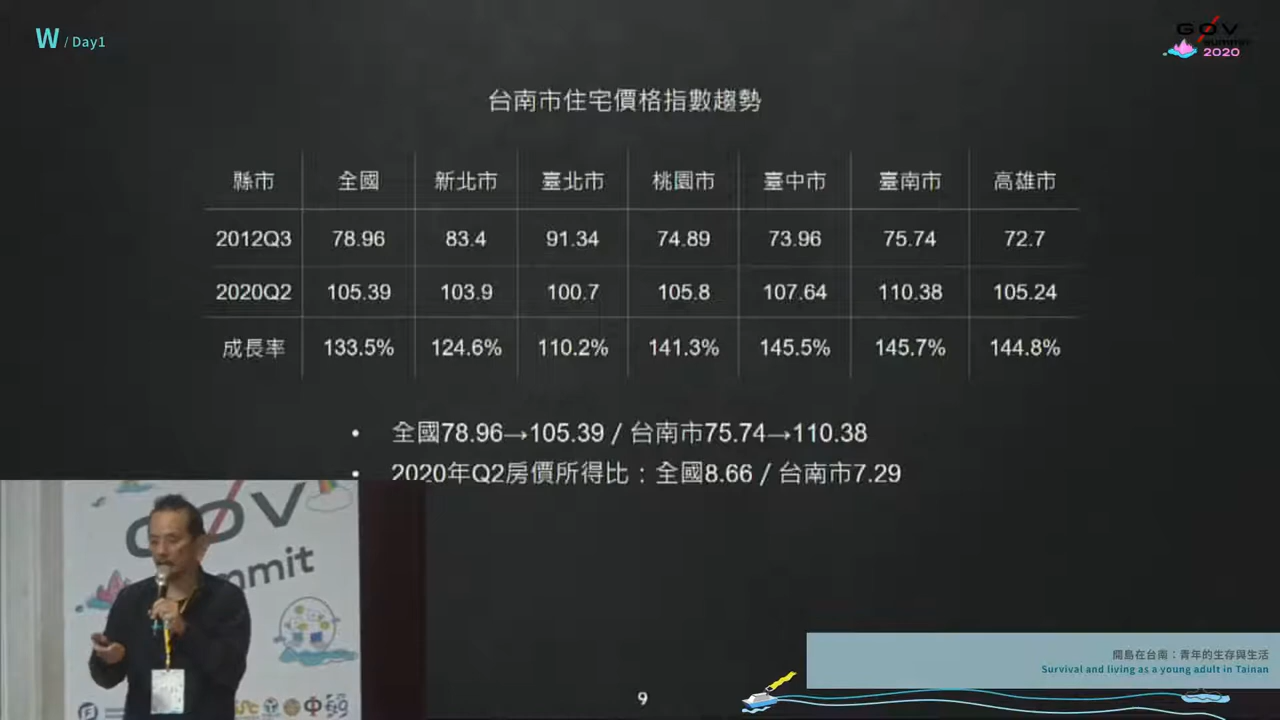 W / Day1
GØV
summit
2020
台南市住宅價格指數趨勢
縣市 全國 新北市 臺北市 桃園市 臺中市 臺南市 高雄市
2012Q3 78.96 83.4 91.34 74.89 73.96 75.74 72.7
2020Q2 105.39 103.9 100.7 105.8 107.64 110.38 105.24
成長率 133.5% 124.6% 110.2% 141.3% 145.5% 145.7% 144.8%
• 全國78.96→105.39 / 台南市75.74→110.38
• 2020年Q2房價所得比：全國8.66 / 台南市7.29
GØV
mmit
開島在台南：青年的生存與生活
Survival and living as a young adult in Tainan
9